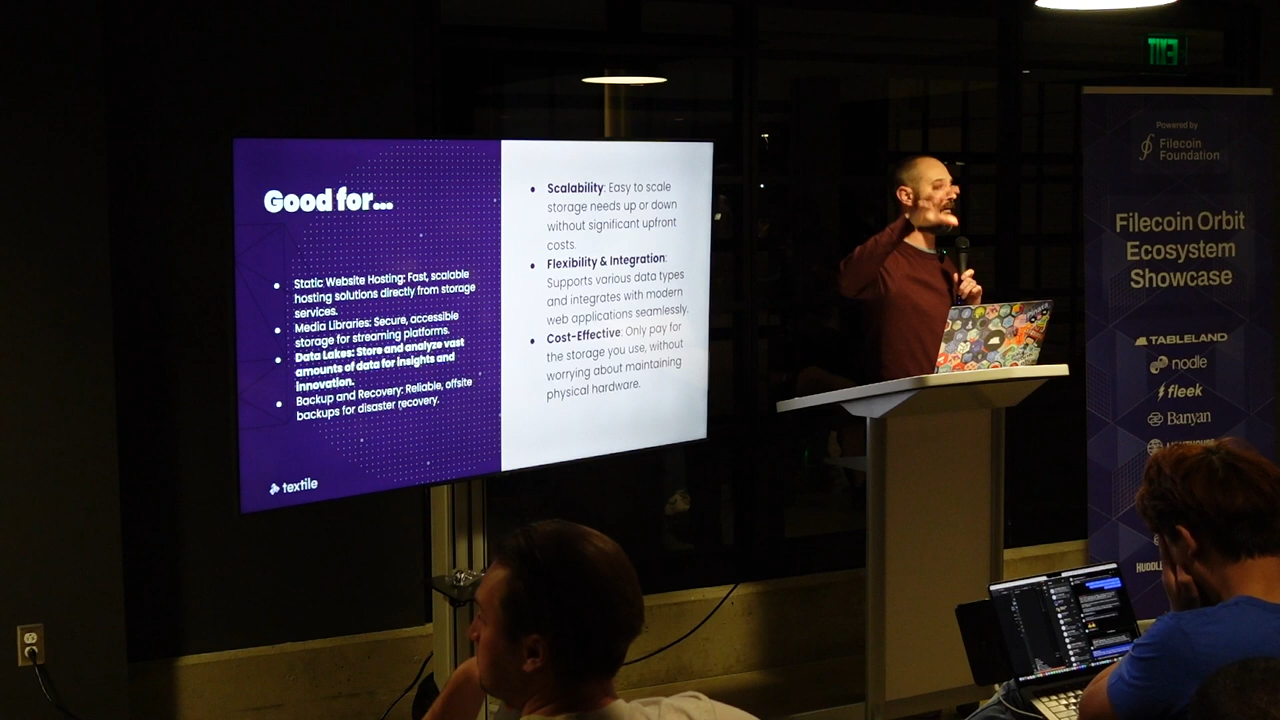 Good for...
Static Website Hosting: Fast, scalable
hosting solutions directly from storage
services.
Media Libraries: Secure, accessible
storage for streaming platforms.
Data Lakes: Store and analyze vast
amounts of data for insights and
innovation.
Backup and Recovery: Reliable, offsite
backups for disaster recovery.
textile
Scalability: Easy to scale
storage needs up or down
without significant upfront
costs.
Flexibility & Integration:
Supports various data types
and integrates with modern
web applications seamlessly.
Cost-Effective: Only pay for
the storage you use, without
worrying about maintaining
physical hardware.
EXIT
Powered by
Filecoin
Foundation
Filecoin Orbit
Ecosystem
Showcase
TABLELAND
node
fleek
Banyan